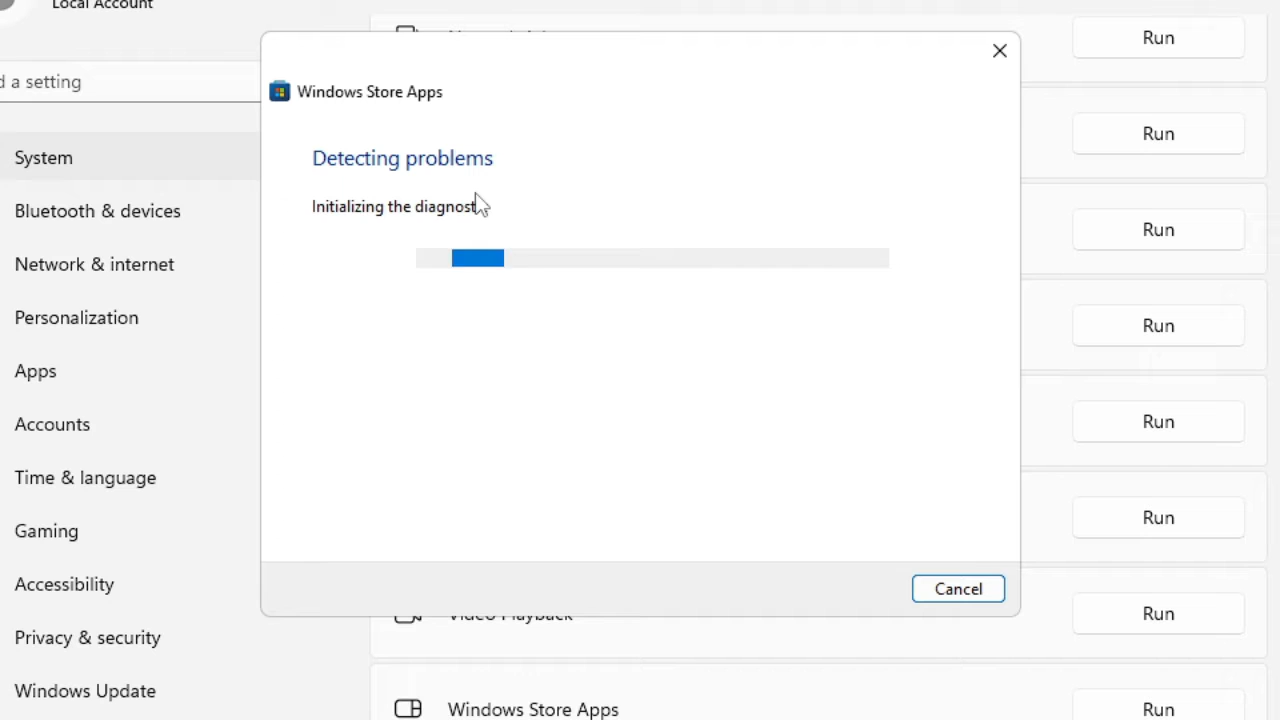 Local Account
d a setting
System
Bluetooth & devices
Network & internet
Personalization
Apps
Accounts
Time & language
Gaming
Accessibility
Privacy & security
Windows Update
Windows Store Apps
Detecting problems
Initializing the diagnost
Cancel
Run
Run
Run
Run
Run
Run
Video Playback
Run
Windows Store Apps
Run